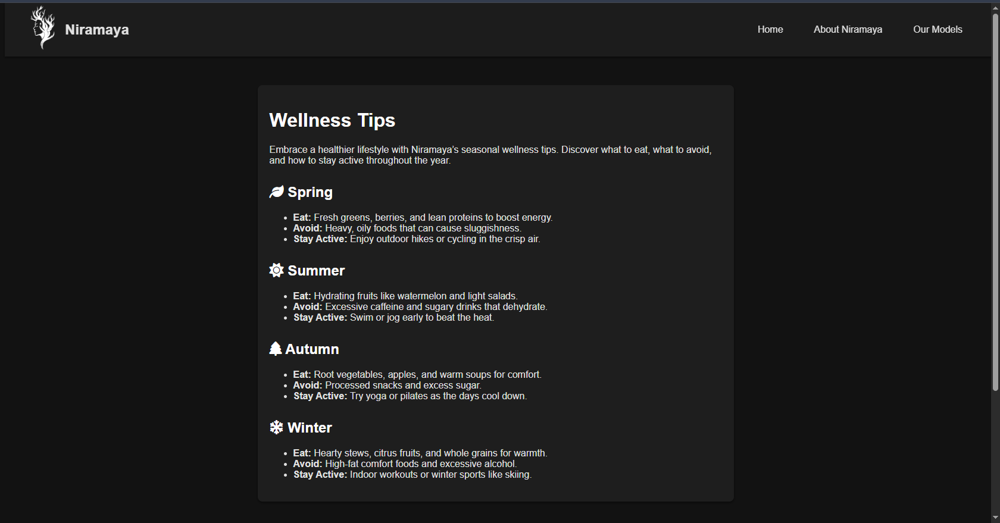 Niramaya
Home
About Niramaya
Our Models
Wellness Tips
Embrace a healthier lifestyle with Niramaya’s seasonal wellness tips. Discover what to eat, what to avoid,
and how to stay active throughout the year.
Spring
• Eat: Fresh greens, berries, and lean proteins to boost energy.
• Avoid: Heavy, oily foods that can cause sluggishness.
• Stay Active: Enjoy outdoor hikes or cycling in the crisp air.
Summer
• Eat: Hydrating fruits like watermelon and light salads.
• Avoid: Excessive caffeine and sugary drinks that dehydrate.
• Stay Active: Swim or jog early to beat the heat.
Autumn
• Eat: Root vegetables, apples, and warm soups for comfort.
• Avoid: Processed snacks and excess sugar.
• Stay Active: Try yoga or pilates as the days cool down.
Winter
• Eat: Hearty stews, citrus fruits, and whole grains for warmth.
• Avoid: High-fat comfort foods and excessive alcohol.
• Stay Active: Indoor workouts or winter sports like skiing.